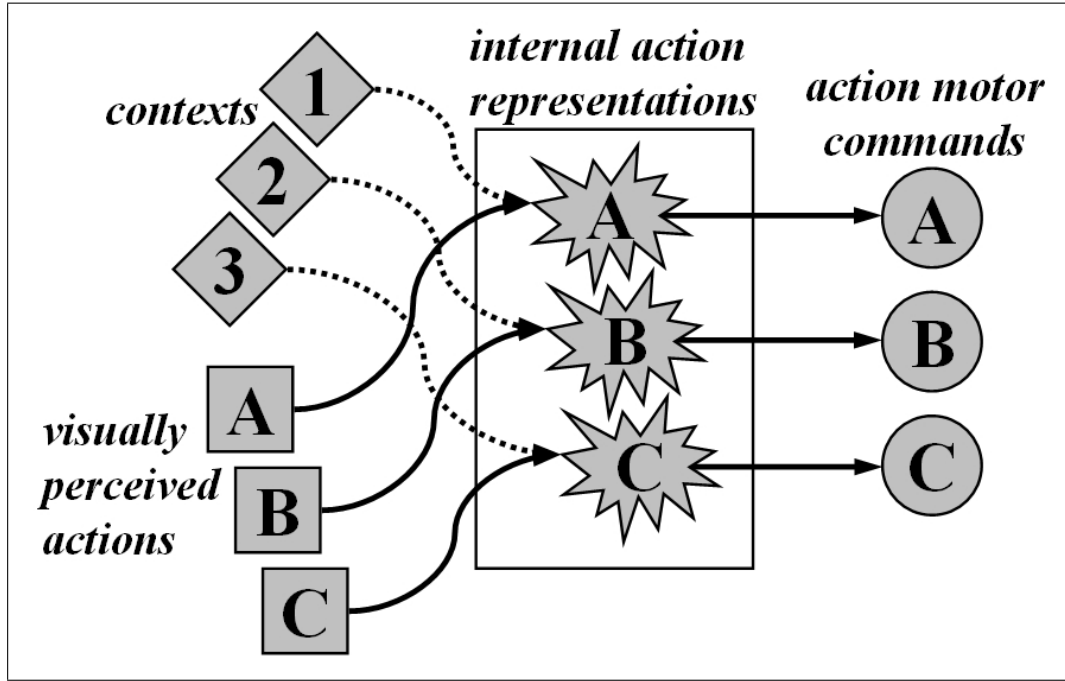 contexts
1
2
3
visually
perceived
actions
A
B
C
internal action
representations
A
B
C
action motor
commands
A
B
C